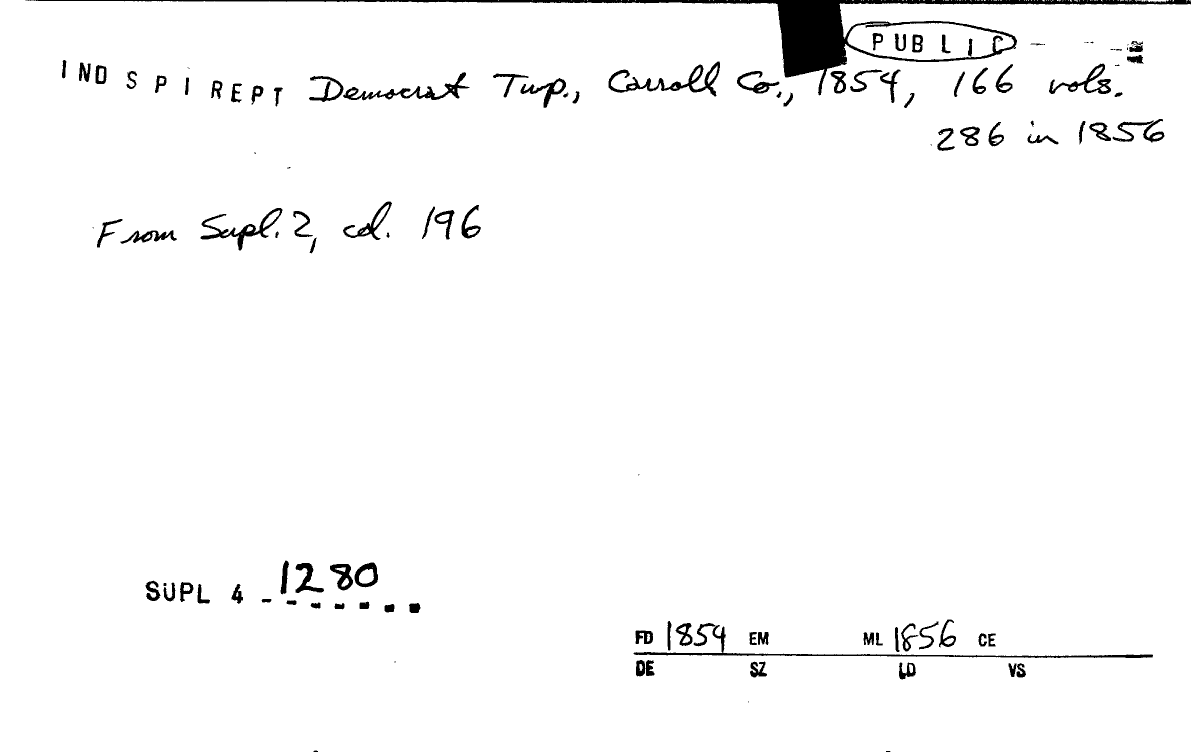 PUBLIC
IND SPI REPT Democrat Twp., Carroll Co., 1854, 166 vols.
286 in 1856
From Supl. 2, col. 196
SUPL 4 - 1280
FD 1854 EM ML 1856 CE
DE SZ LD VS